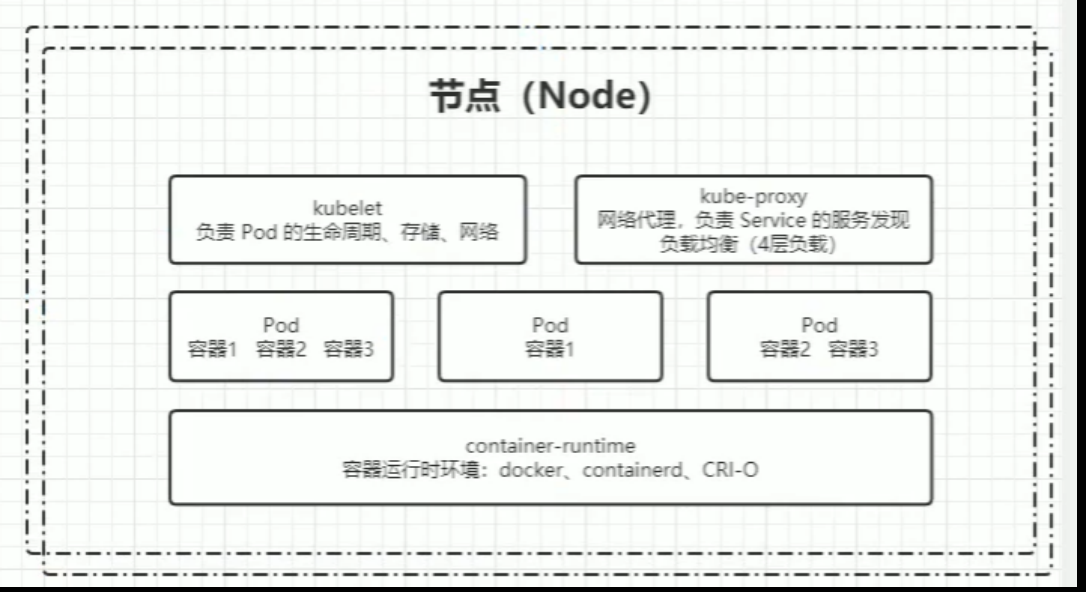 节点（Node）
kubelet
负责 Pod 的生命周期、存储、网络
kube-proxy
网络代理，负责 Service 的服务发现
负载均衡（4层负载）
Pod
容器1 容器2 容器3
Pod
容器1
Pod
容器2 容器3
container-runtime
容器运行时环境：docker、containerd、CRI-O